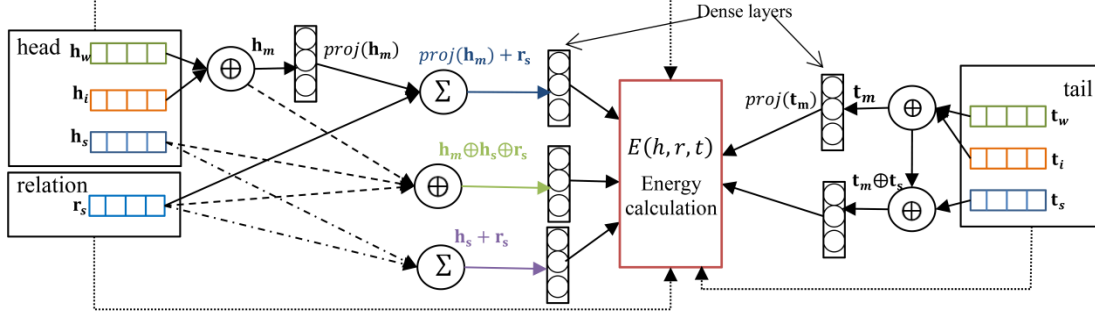 Dense layers
head
h_w
h_i
h_s
⊕
h_m
proj(h_m)
proj(h_m) + r_s
Σ
relation
r_s
h_m⊕h_s⊕r_s
⊕
h_s + r_s
Σ
E(h, r, t)
Energy
calculation
proj(t_m)
t_m
⊕
t_m⊕t_s
⊕
tail
t_w
t_i
t_s